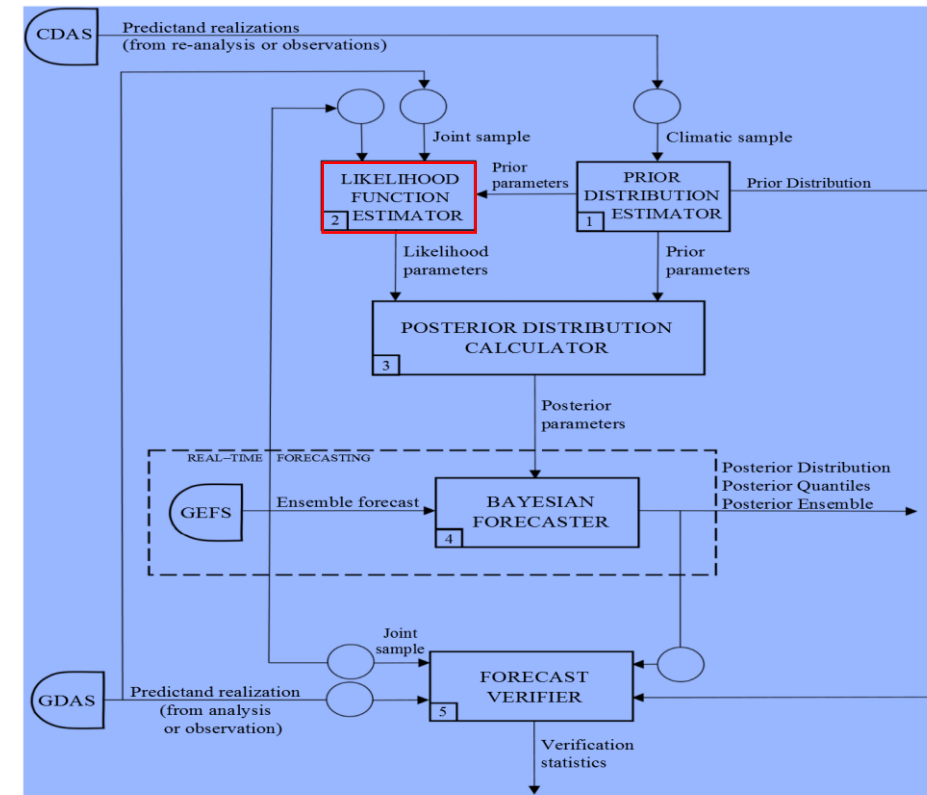 CDAS
Predictand realizations
(from re-analysis or observations)
Joint sample
Climatic sample
LIKELIHOOD
FUNCTION
ESTIMATOR
2
Prior
parameters
PRIOR
DISTRIBUTION
ESTIMATOR
1
Prior Distribution
Likelihood
parameters
Prior
parameters
POSTERIOR DISTRIBUTION
CALCULATOR
3
Posterior
parameters
REAL–TIME FORECASTING
GEFS
Ensemble forecast
BAYESIAN
FORECASTER
4
Posterior Distribution
Posterior Quantiles
Posterior Ensemble
Joint
sample
GDAS
Predictand realization
(from analysis
or observation)
FORECAST
VERIFIER
5
Verification
statistics